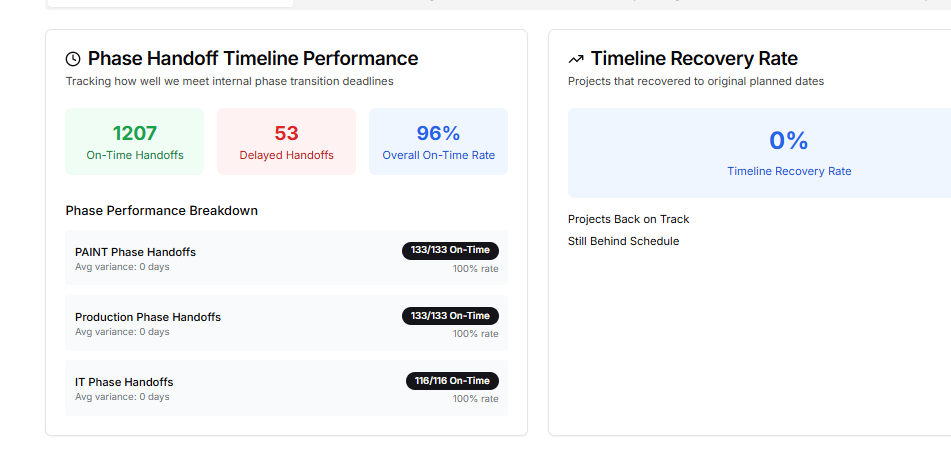 Phase Handoff Timeline Performance
Tracking how well we meet internal phase transition deadlines
1207
On-Time Handoffs
53
Delayed Handoffs
96%
Overall On-Time Rate
Phase Performance Breakdown
PAINT Phase Handoffs
Avg variance: 0 days
133/133 On-Time
100% rate
Production Phase Handoffs
Avg variance: 0 days
133/133 On-Time
100% rate
IT Phase Handoffs
Avg variance: 0 days
116/116 On-Time
100% rate
Timeline Recovery Rate
Projects that recovered to original planned dates
0%
Timeline Recovery Rate
Projects Back on Track
Still Behind Schedule